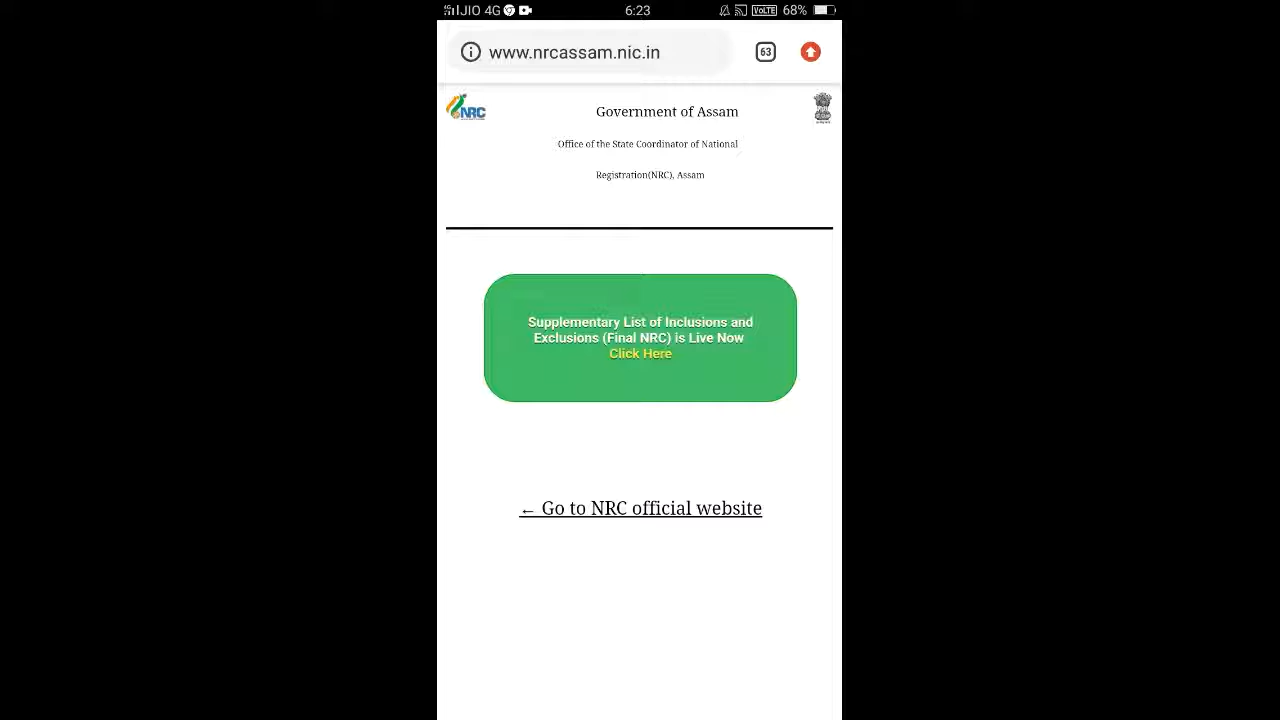 JIO 4G 6:23 VoLTE 68%
www.nrcassam.nic.in 63
NRC
Government of Assam
Office of the State Coordinator of National
Registration(NRC), Assam
Supplementary List of Inclusions and
Exclusions (Final NRC) is Live Now
Click Here
← Go to NRC official website